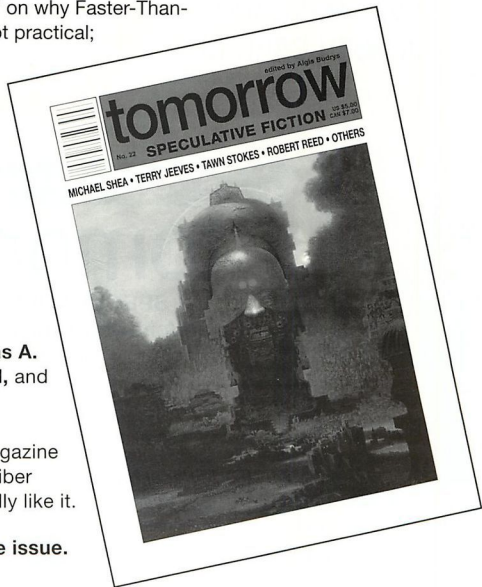 on why Faster-Than-
ot practical;
edited by Algis Budrys
tomorrow
No. 22 SPECULATIVE FICTION US $5.00
CAN $7.00
MICHAEL SHEA • TERRY JEEVES • TAWN STOKES • ROBERT REED • OTHERS
s A.
l, and
gazine
iber
lly like it.
e issue.